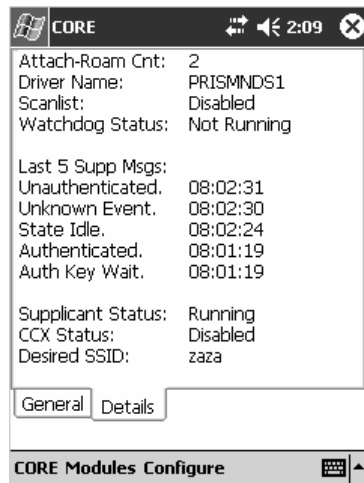 CORE 2:09
Attach-Roam Cnt: 2
Driver Name: PRISMNDS1
Scanlist: Disabled
Watchdog Status: Not Running
Last 5 Supp Msgs:
Unauthenticated. 08:02:31
Unknown Event. 08:02:30
State Idle. 08:02:24
Authenticated. 08:01:19
Auth Key Wait. 08:01:19
Supplicant Status: Running
CCX Status: Disabled
Desired SSID: zaza
General Details
CORE Modules Configure